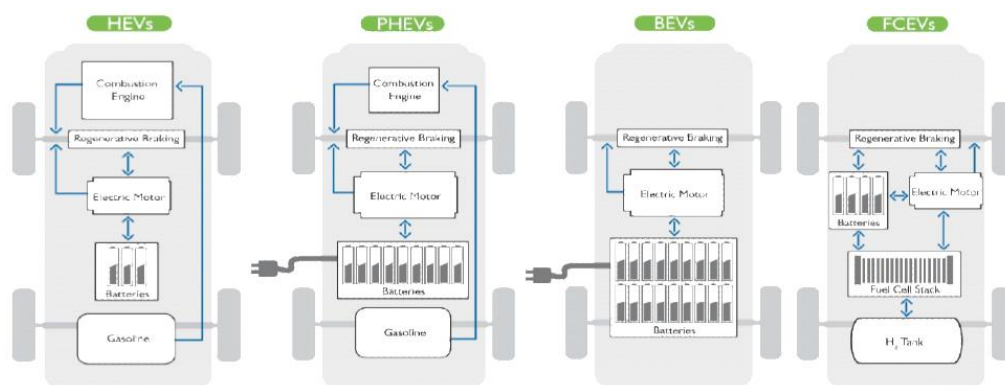 HEVs
Combustion
Engine
Regenerative Braking
Electric Motor
Batteries
Gasoline
PHEVs
Combustion
Engine
Regenerative Braking
Electric Motor
Batteries
Gasoline
BEVs
Regenerative Braking
Electric Motor
Batteries
FCEVs
Regenerative Braking
Electric Motor
Batteries
Fuel Cell Stack
H₂ Tank